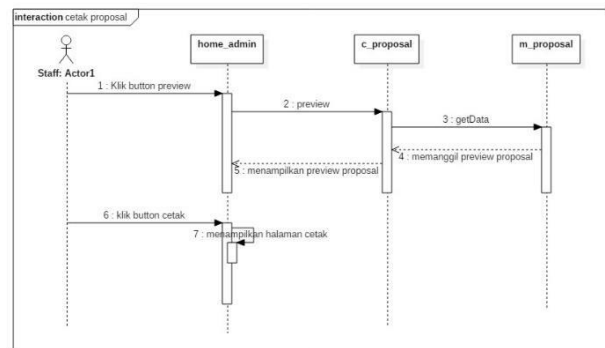 interaction cetak proposal
home_admin
c_proposal
m_proposal
Staff: Actor1
1 : Klik button preview
2 : preview
3 : getData
4 : memanggil preview proposal
5 : menampilkan preview proposal
6 : klik button cetak
7 : menampilkan halaman cetak